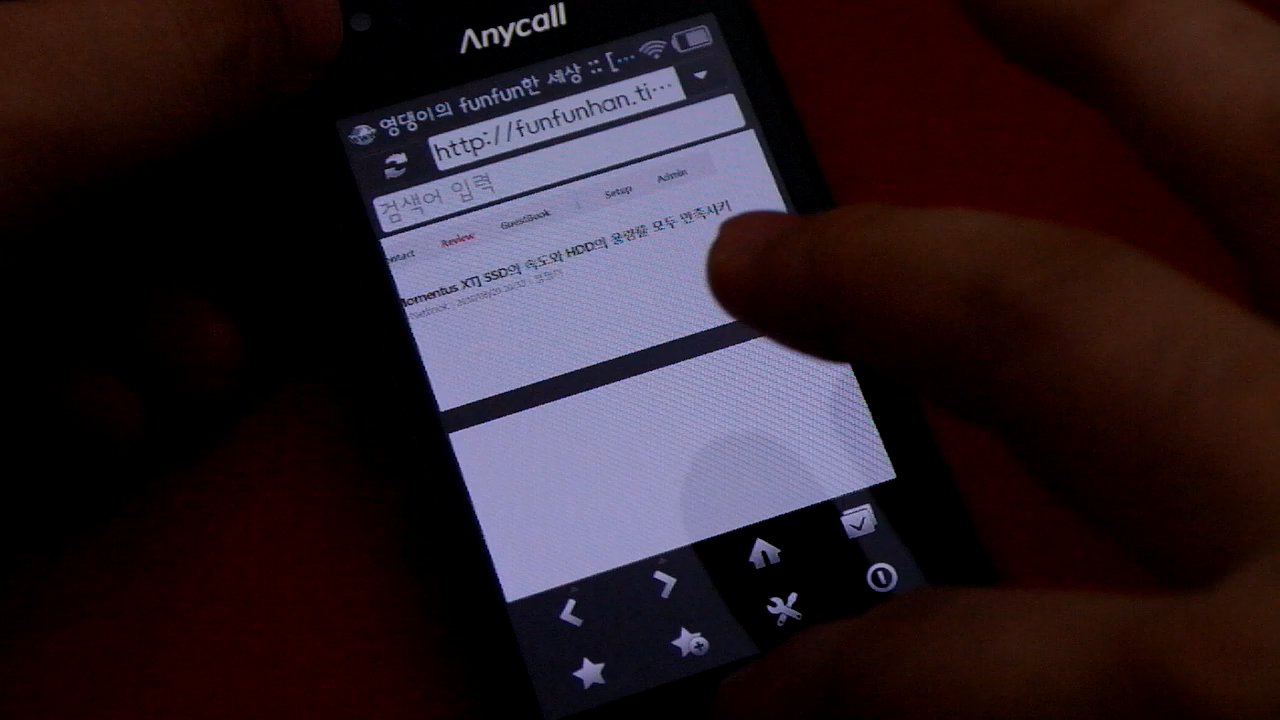 Anycall
영댕이의 funfun한 세상 :: [...
http://funfunhan.ti...
검색어 입력
ontact Review GuestBook | Setup Admin
Momentus XT] SSD의 속도와 HDD의 용량을 모두 만족시키